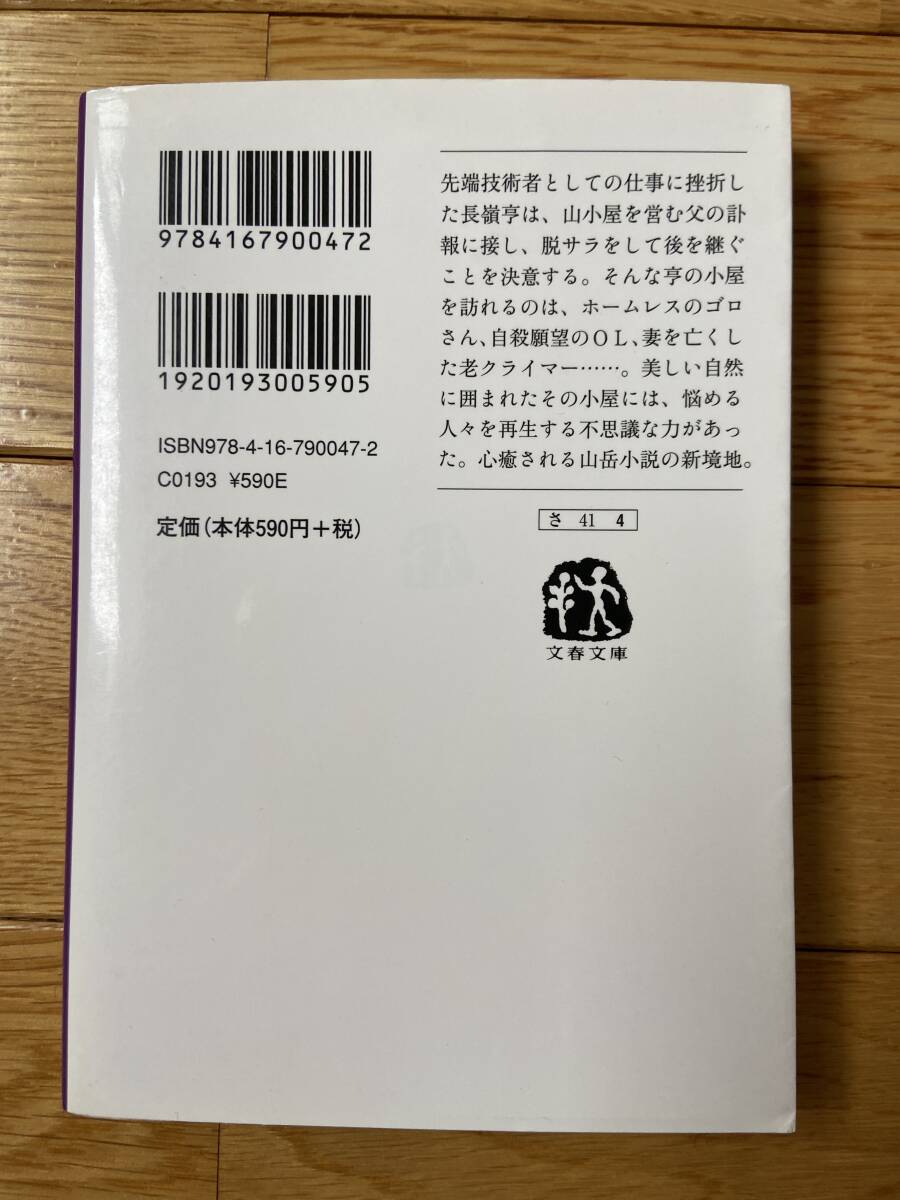 9784167900472
1920193005905
ISBN978-4-16-790047-2
C0193 ¥590E
定価(本体590円+税)
先端技術者としての仕事に挫折し
た長嶺亨は、山小屋を営む父の訃
報に接し、脱サラをして後を継ぐ
ことを決意する。そんな亨の小屋
を訪れるのは、ホームレスのゴロ
さん、自殺願望のOL、妻を亡くし
た老クライマー……。美しい自然
に囲まれたその小屋には、悩める
人々を再生する不思議な力があっ
た。心癒される山岳小説の新境地。
さ 41 4
文春文庫